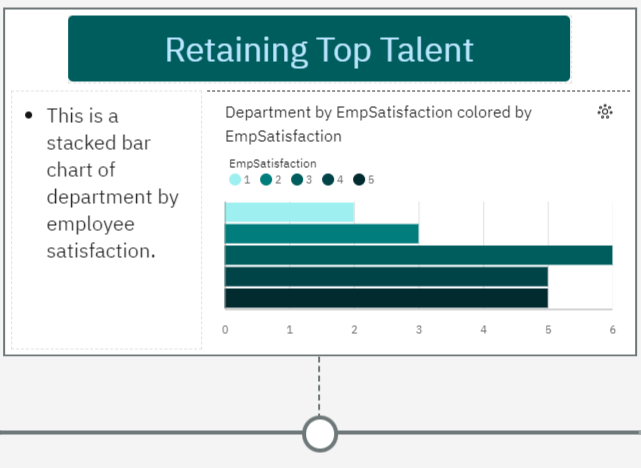 Retaining Top Talent
• This is a
stacked bar
chart of
department by
employee
satisfaction.
Department by EmpSatisfaction colored by
EmpSatisfaction
EmpSatisfaction
1 2 3 4 5
0 1 2 3 4 5 6